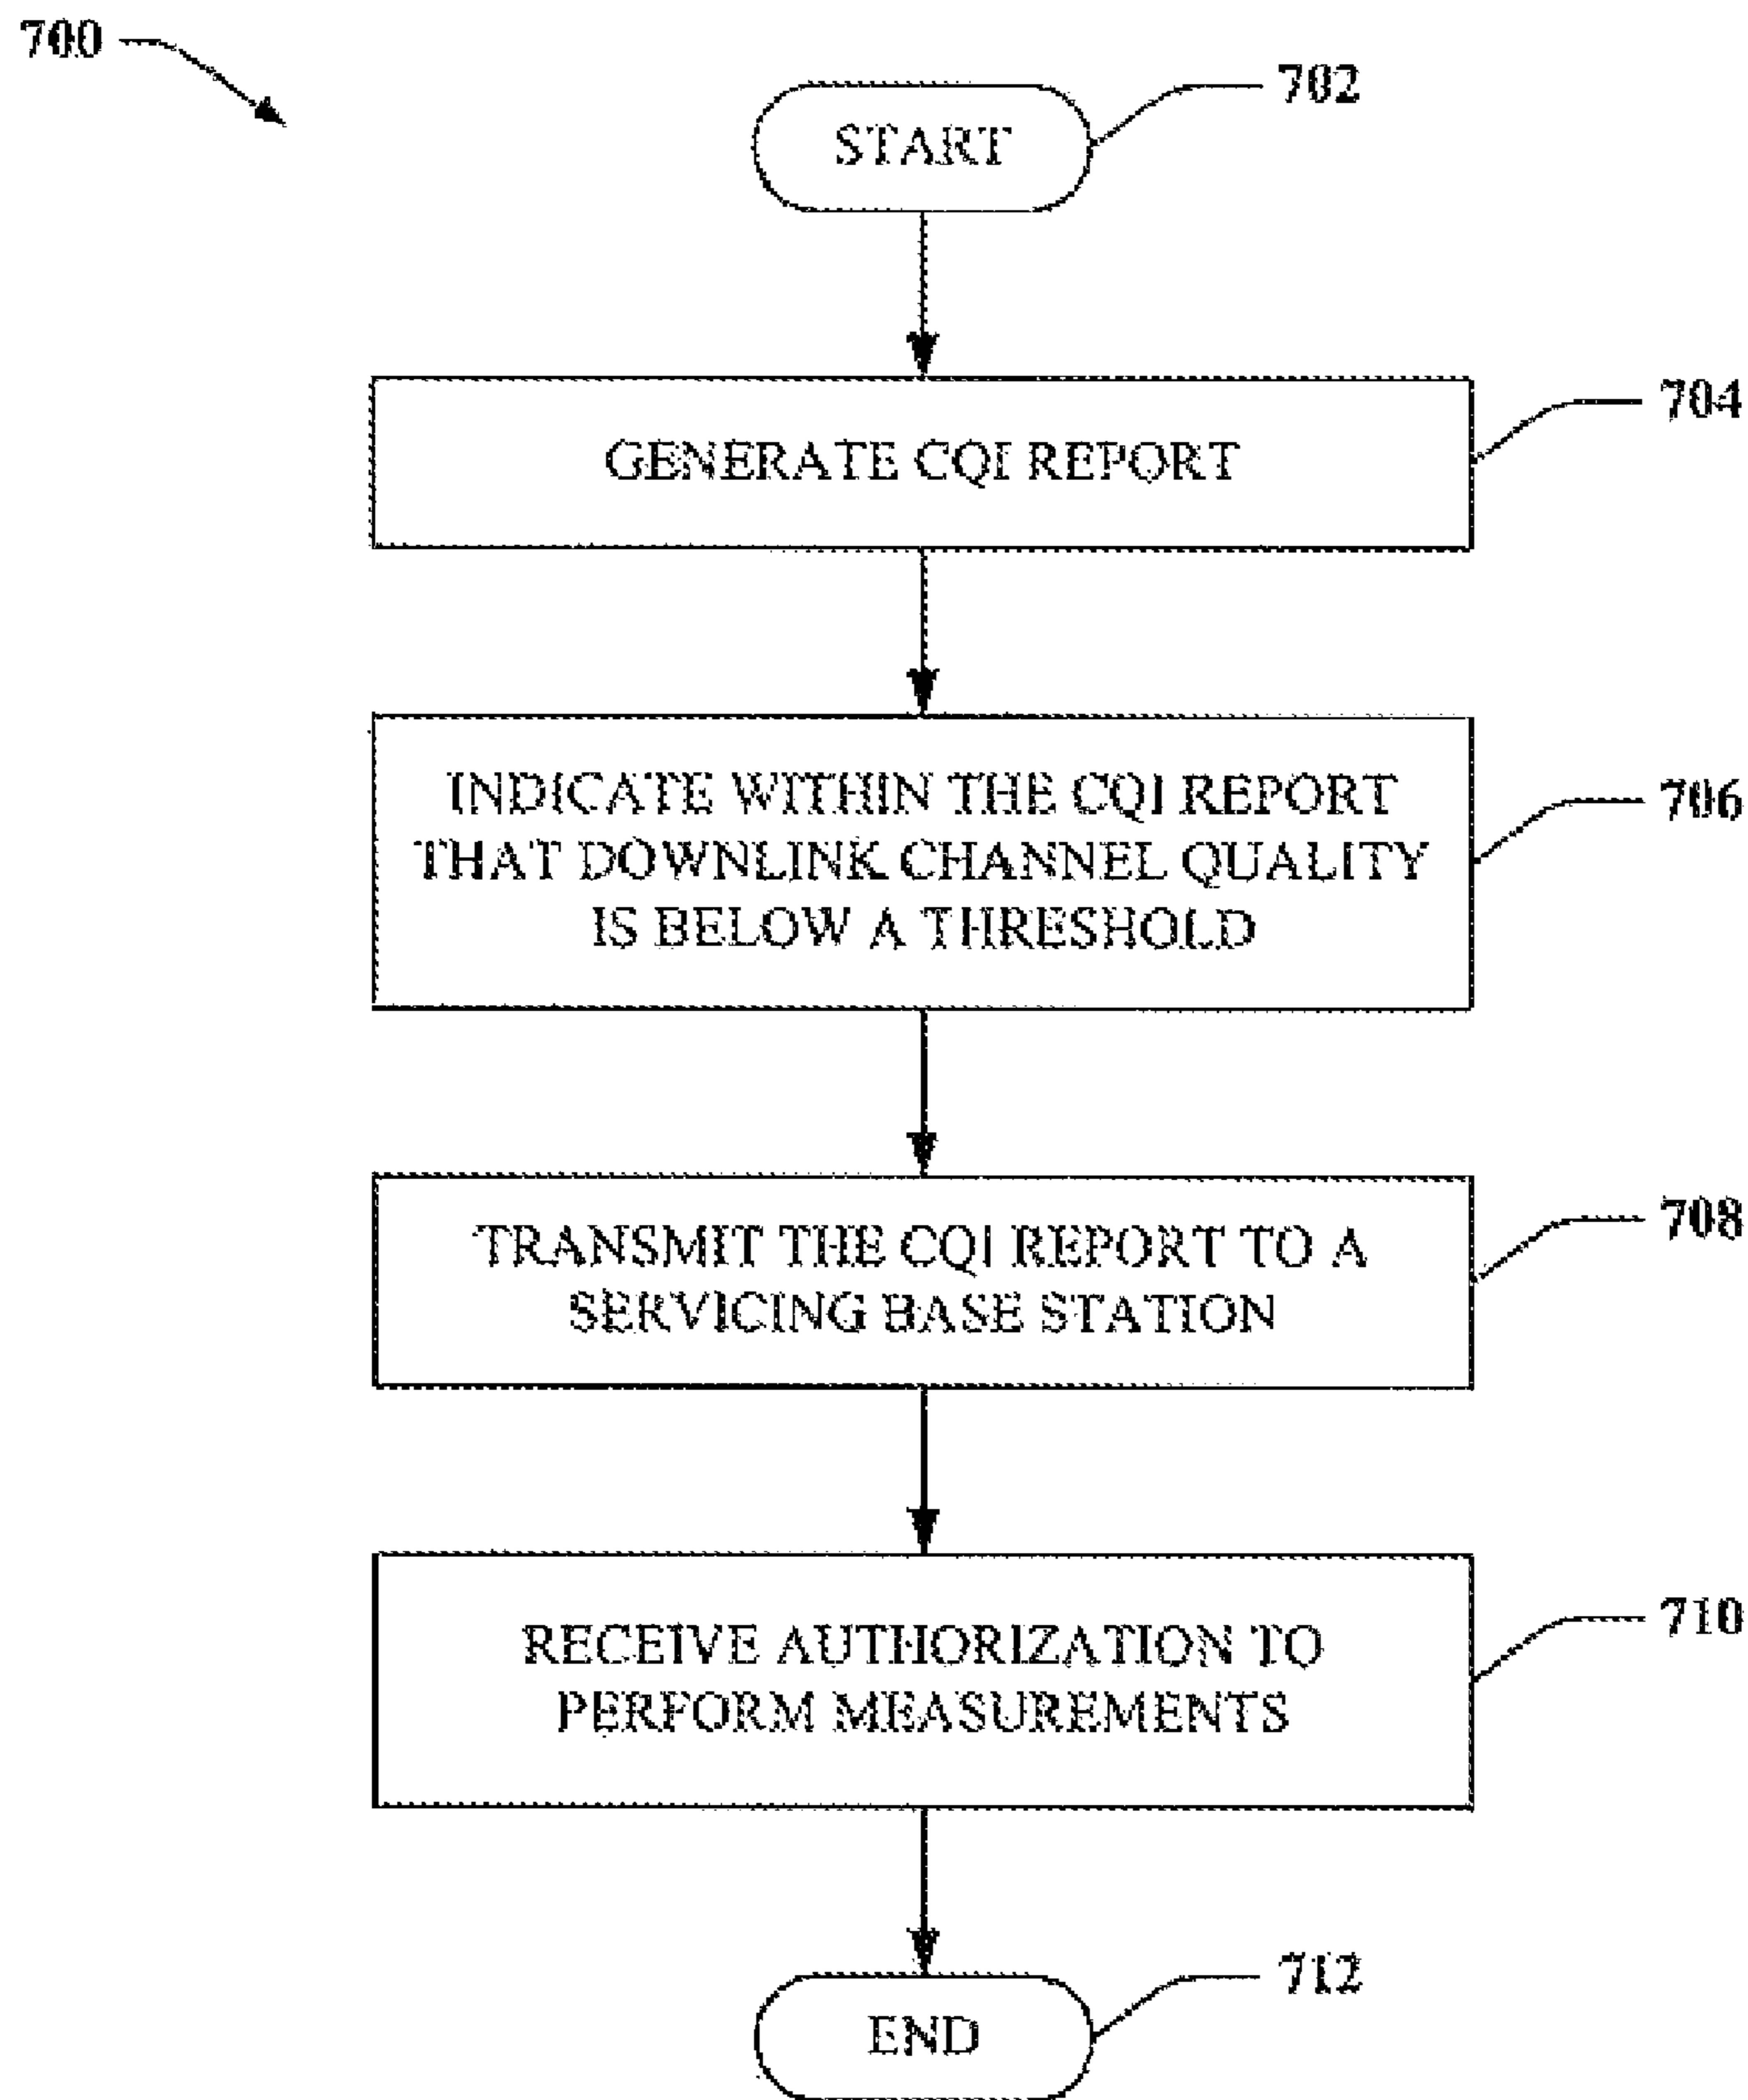 700
702
START
704
GENERATE CQI REPORT
706
INDICATE WITHIN THE CQI REPORT
THAT DOWNLINK CHANNEL QUALITY
IS BELOW A THRESHOLD
708
TRANSMIT THE CQI REPORT TO A
SERVICING BASE STATION
710
RECEIVE AUTHORIZATION TO
PERFORM MEASUREMENTS
712
END